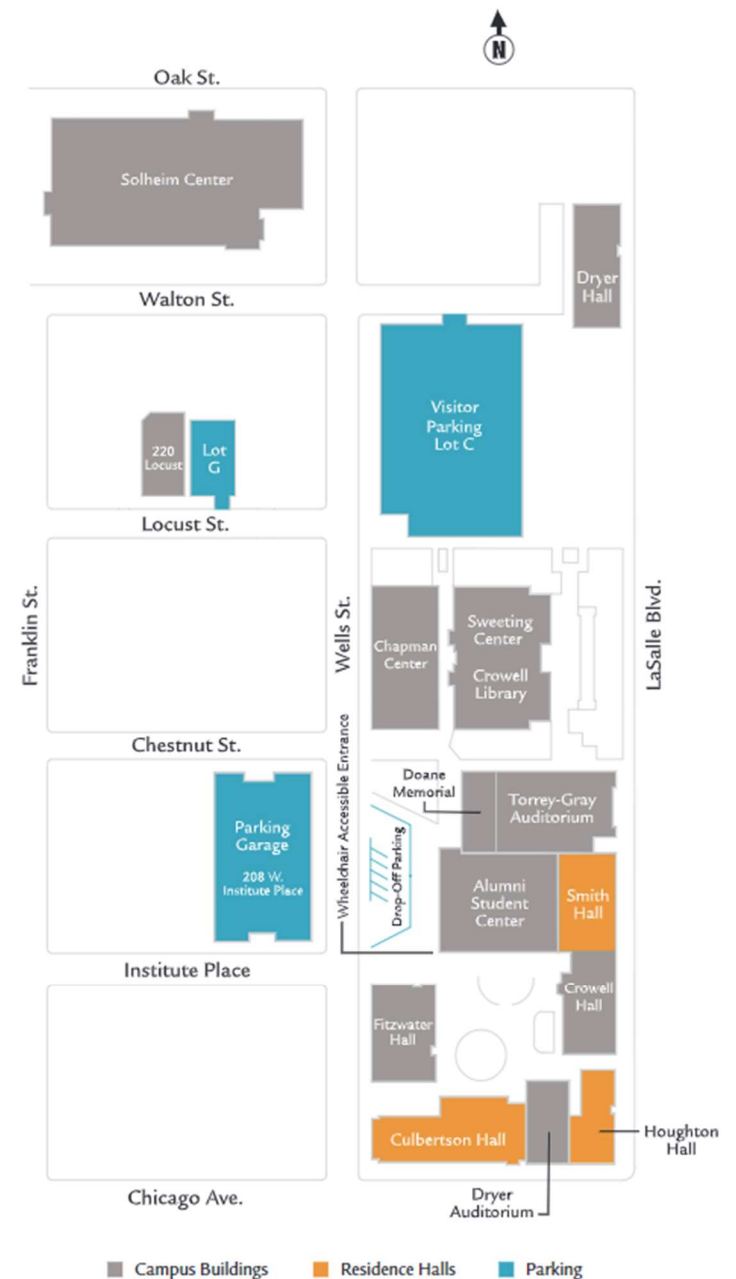 N
Oak St.
Solheim Center
Dryer
Hall
Walton St.
Visitor
Parking
Lot C
220
Locust
Lot
G
Locust St.
Franklin St.
Wells St.
LaSalle Blvd.
Chapman
Center
Sweeting
Center
Crowell
Library
Chestnut St.
Wheelchair Accessible Entrance
Doane
Memorial
Torrey-Gray
Auditorium
Parking
Garage
208 W.
Institute Place
Drop-Off Parking
Alumni
Student
Center
Smith
Hall
Institute Place
Crowell
Hall
Fitzwater
Hall
Culbertson Hall
Houghton
Hall
Chicago Ave.
Dryer
Auditorium
Campus Buildings
Residence Halls
Parking